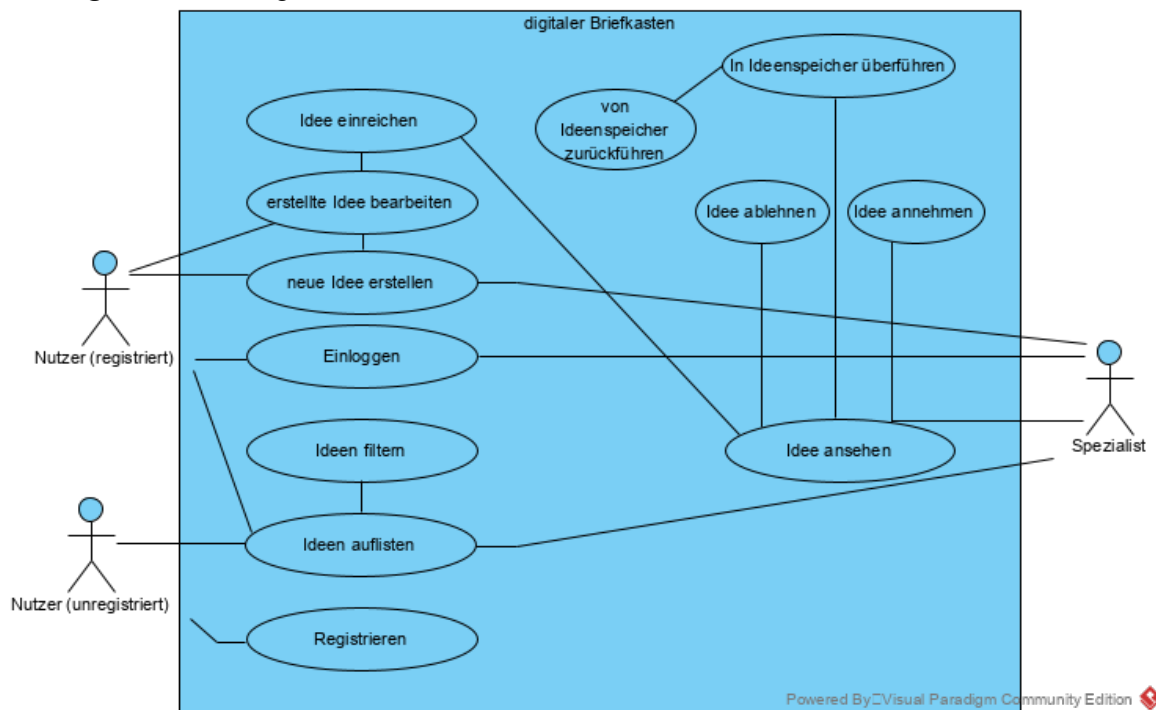 digitaler Briefkasten
In Ideenspeicher überführen
von
Ideenspeicher
zurückführen
Idee einreichen
erstellte Idee bearbeiten
Idee ablehnen
Idee annehmen
neue Idee erstellen
Nutzer (registriert)
Einloggen
Spezialist
Ideen filtern
Idee ansehen
Ideen auflisten
Nutzer (unregistriert)
Registrieren
Powered By Visual Paradigm Community Edition